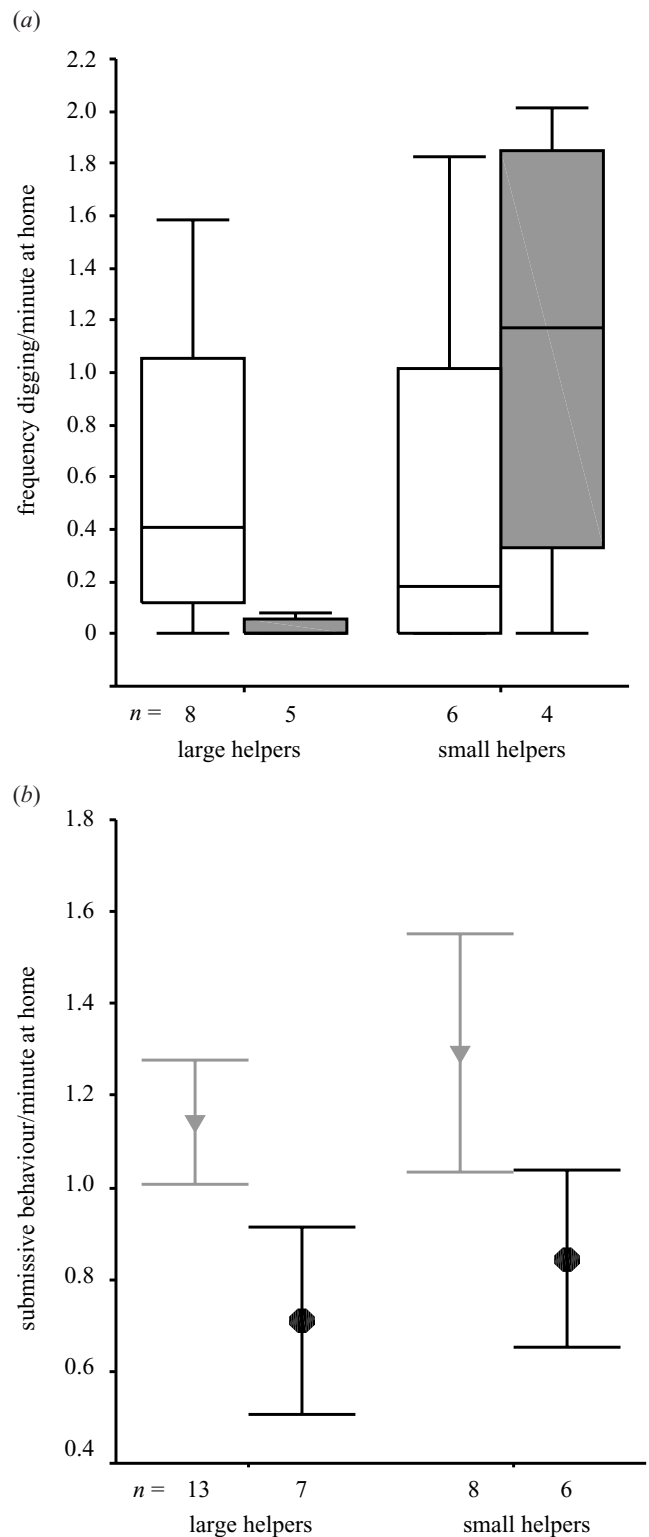 (a)
frequency digging/minute at home
2.2
2.0
1.8
1.6
1.4
1.2
1.0
0.8
0.6
0.4
0.2
0
n = 8 5 6 4
large helpers small helpers
(b)
submissive behaviour/minute at home
1.8
1.6
1.4
1.2
1.0
0.8
0.6
0.4
n = 13 7 8 6
large helpers small helpers